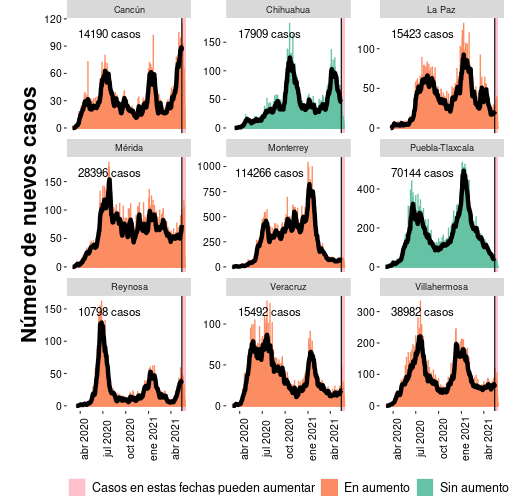 Número de nuevos casos
Cancún
Chihuahua
La Paz
14190 casos
17909 casos
15423 casos
120
90
60
30
0
150
100
50
0
100
50
0
Mérida
Monterrey
Puebla-Tlaxcala
28396 casos
114266 casos
70144 casos
150
100
50
0
1000
750
500
250
0
400
200
0
Reynosa
Veracruz
Villahermosa
10798 casos
15492 casos
38982 casos
150
100
50
0
100
50
0
300
200
100
0
abr 2020
jul 2020
oct 2020
ene 2021
abr 2021
abr 2020
jul 2020
oct 2020
ene 2021
abr 2021
abr 2020
jul 2020
oct 2020
ene 2021
abr 2021
Casos en estas fechas pueden aumentar
En aumento
Sin aumento